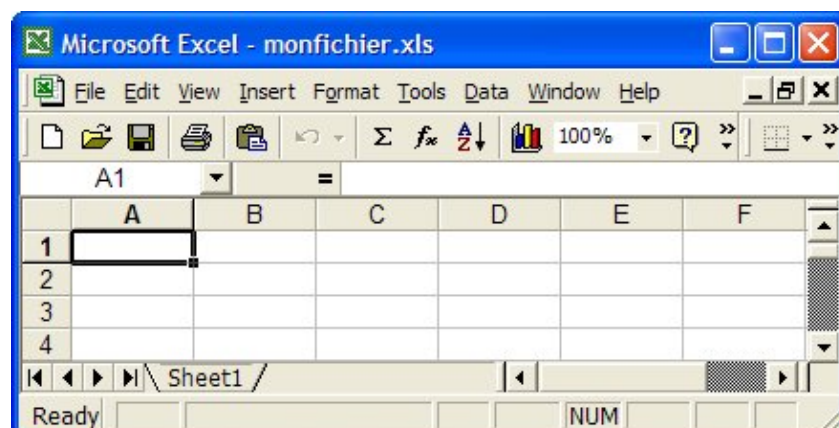 Microsoft Excel - monfichier.xls
File Edit View Insert Format Tools Data Window Help
Σ fx A Z 100% ?
A1 =
A B C D E F
1
2
3
4
Sheet1
Ready NUM